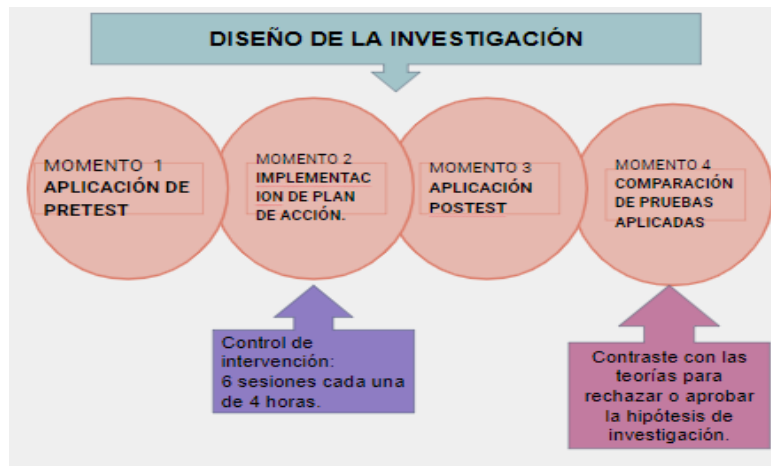 DISEÑO DE LA INVESTIGACIÓN
MOMENTO 1
APLICACIÓN DE
PRETEST
MOMENTO 2
IMPLEMENTAC
ION DE PLAN
DE ACCIÓN.
MOMENTO 3
APLICACIÓN
POSTEST
MOMENTO 4
COMPARACIÓN
DE PRUEBAS
APLICADAS
Control de
intervención:
6 sesiones cada una
de 4 horas.
Contraste con las
teorías para
rechazar o aprobar
la hipótesis de
investigación.